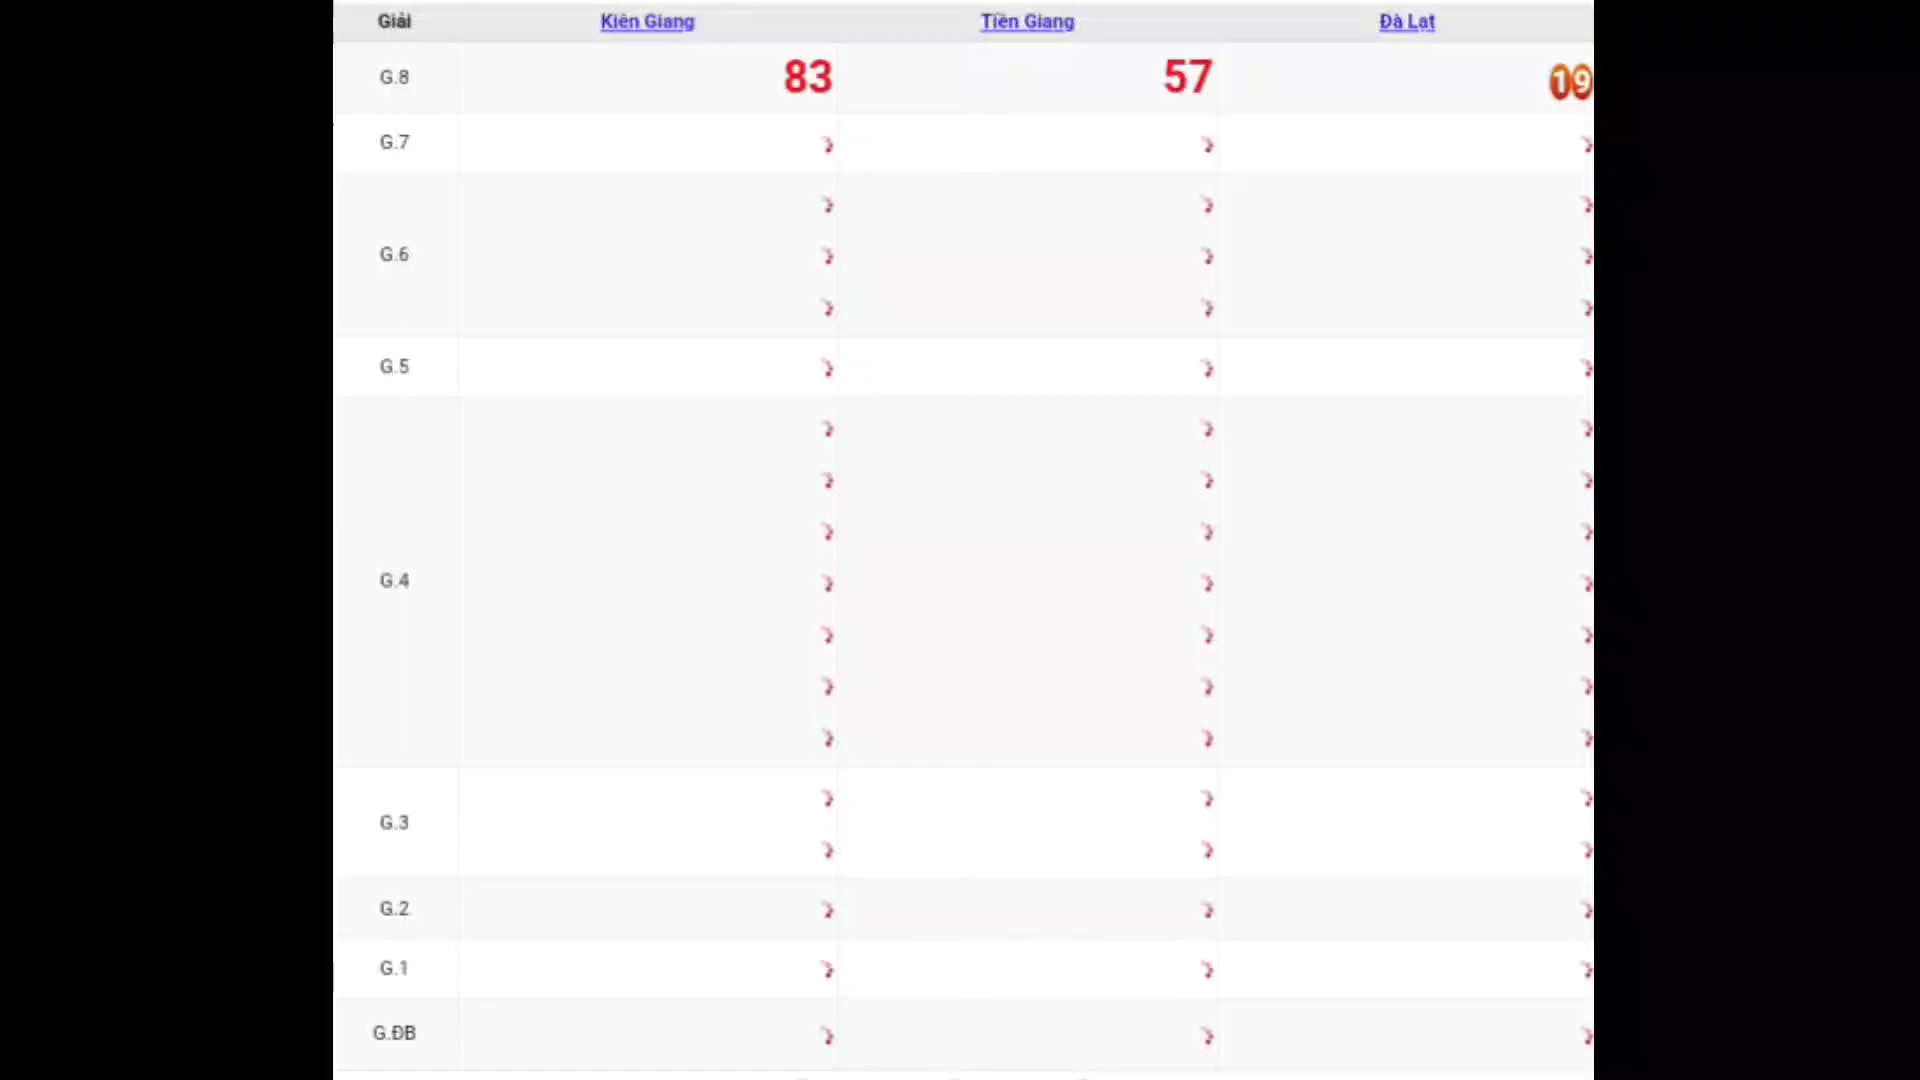 Giải Kiên Giang Tiền Giang Đà Lạt
G.8 83 57 19
G.7
G.6
G.5
G.4
G.3
G.2
G.1
G.ĐB